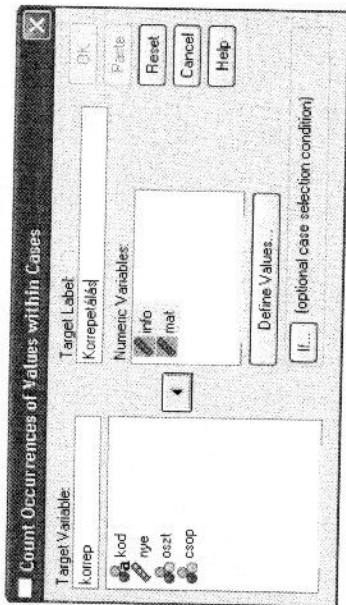 Count Occurrences of Values within Cases
Target Variable:
korrep
Target Label:
Korrepetálás
kod
nye
oszt
csop
Numeric Variables:
info
mat
Define Values...
If...
(optional case selection condition)
OK
Paste
Reset
Cancel
Help